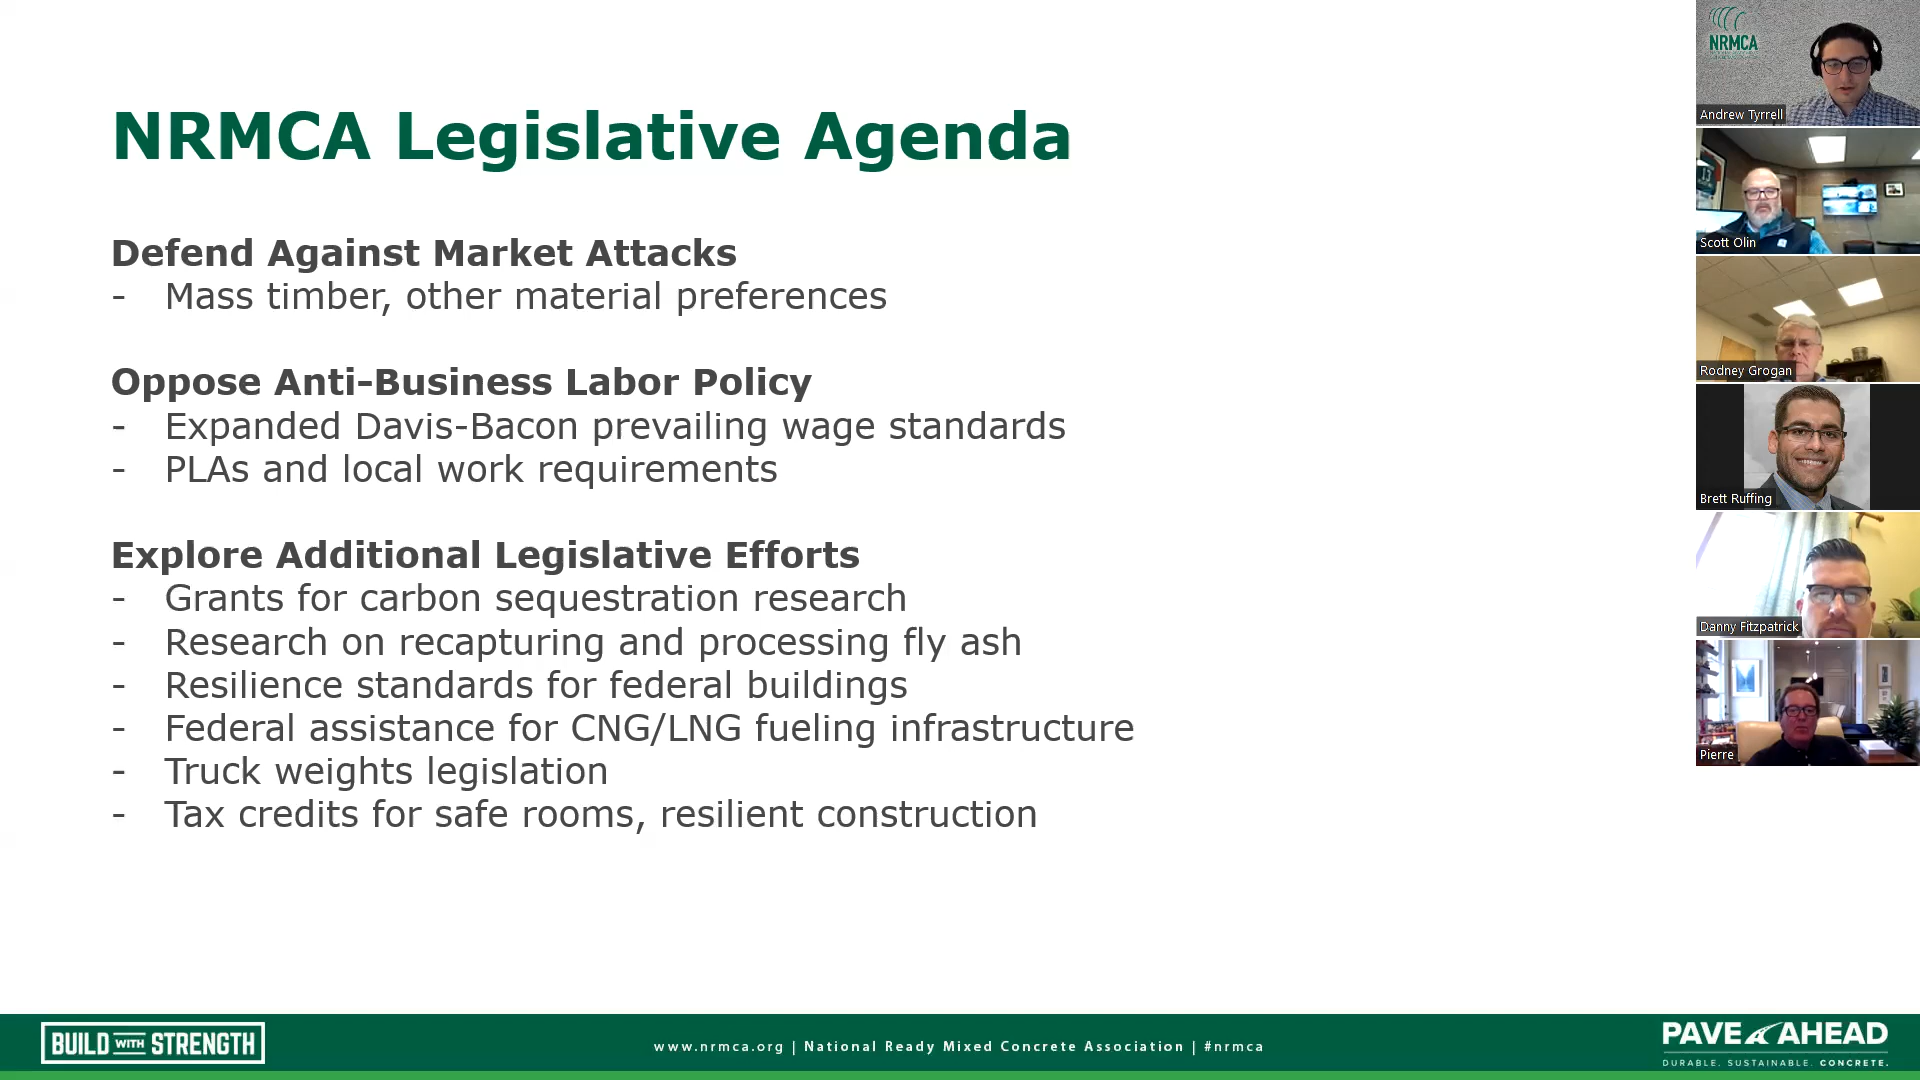 NRMCA Legislative Agenda
Defend Against Market Attacks
- Mass timber, other material preferences
Oppose Anti-Business Labor Policy
- Expanded Davis-Bacon prevailing wage standards
- PLAs and local work requirements
Explore Additional Legislative Efforts
- Grants for carbon sequestration research
- Research on recapturing and processing fly ash
- Resilience standards for federal buildings
- Federal assistance for CNG/LNG fueling infrastructure
- Truck weights legislation
- Tax credits for safe rooms, resilient construction
NRMCA
Andrew Tyrrell
Scott Olin
Rodney Grogan
Brett Ruffing
Danny Fitzpatrick
Pierre
BUILD WITH STRENGTH
www.nrmca.org | National Ready Mixed Concrete Association | #nrmca
PAVE AHEAD
DURABLE. SUSTAINABLE. CONCRETE.